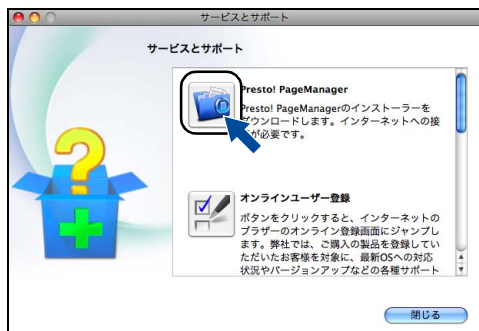 サービスとサポート
サービスとサポート
Presto! PageManager
Presto! PageManagerのインストーラーを
ダウンロードします。インターネットへの接
が必要です。
オンラインユーザー登録
ボタンをクリックすると、インターネットの
ブラザーのオンライン登録画面にジャンプし
ます。弊社では、ご購入の製品を登録してい
ただいたお客様を対象に、最新OSへの対応
状況やバージョンアップなどの各種サポート
閉じる